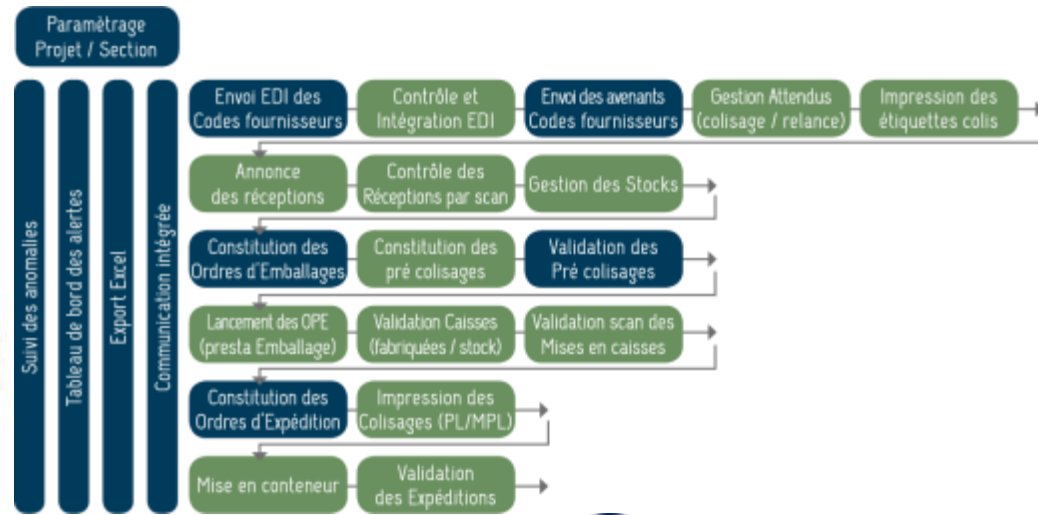 Paramètrage
Projet / Section
Suivi des anomalies
Tableau de bord des alertes
Export Excel
Communication intégrée
Envoi EDI des
Codes fournisseurs
Contrôle et
Intégration EDI
Envoi des avenants
Codes fournisseurs
Gestion Attendus
(colisage / relance)
Impression des
étiquettes colis
Annonce
des réceptions
Contrôle des
Réceptions par scan
Gestion des Stocks
Constitution des
Ordres d'Emballages
Constitution des
pré colisages
Validation des
Pré colisages
Lancement des OPE
(presta Emballage)
Validation Caisses
(fabriquées / stock)
Validation scan des
Mises en caisses
Constitution des
Ordres d'Expédition
Impression des
Colisages (PL/MPL)
Mise en conteneur
Validation
des Expéditions